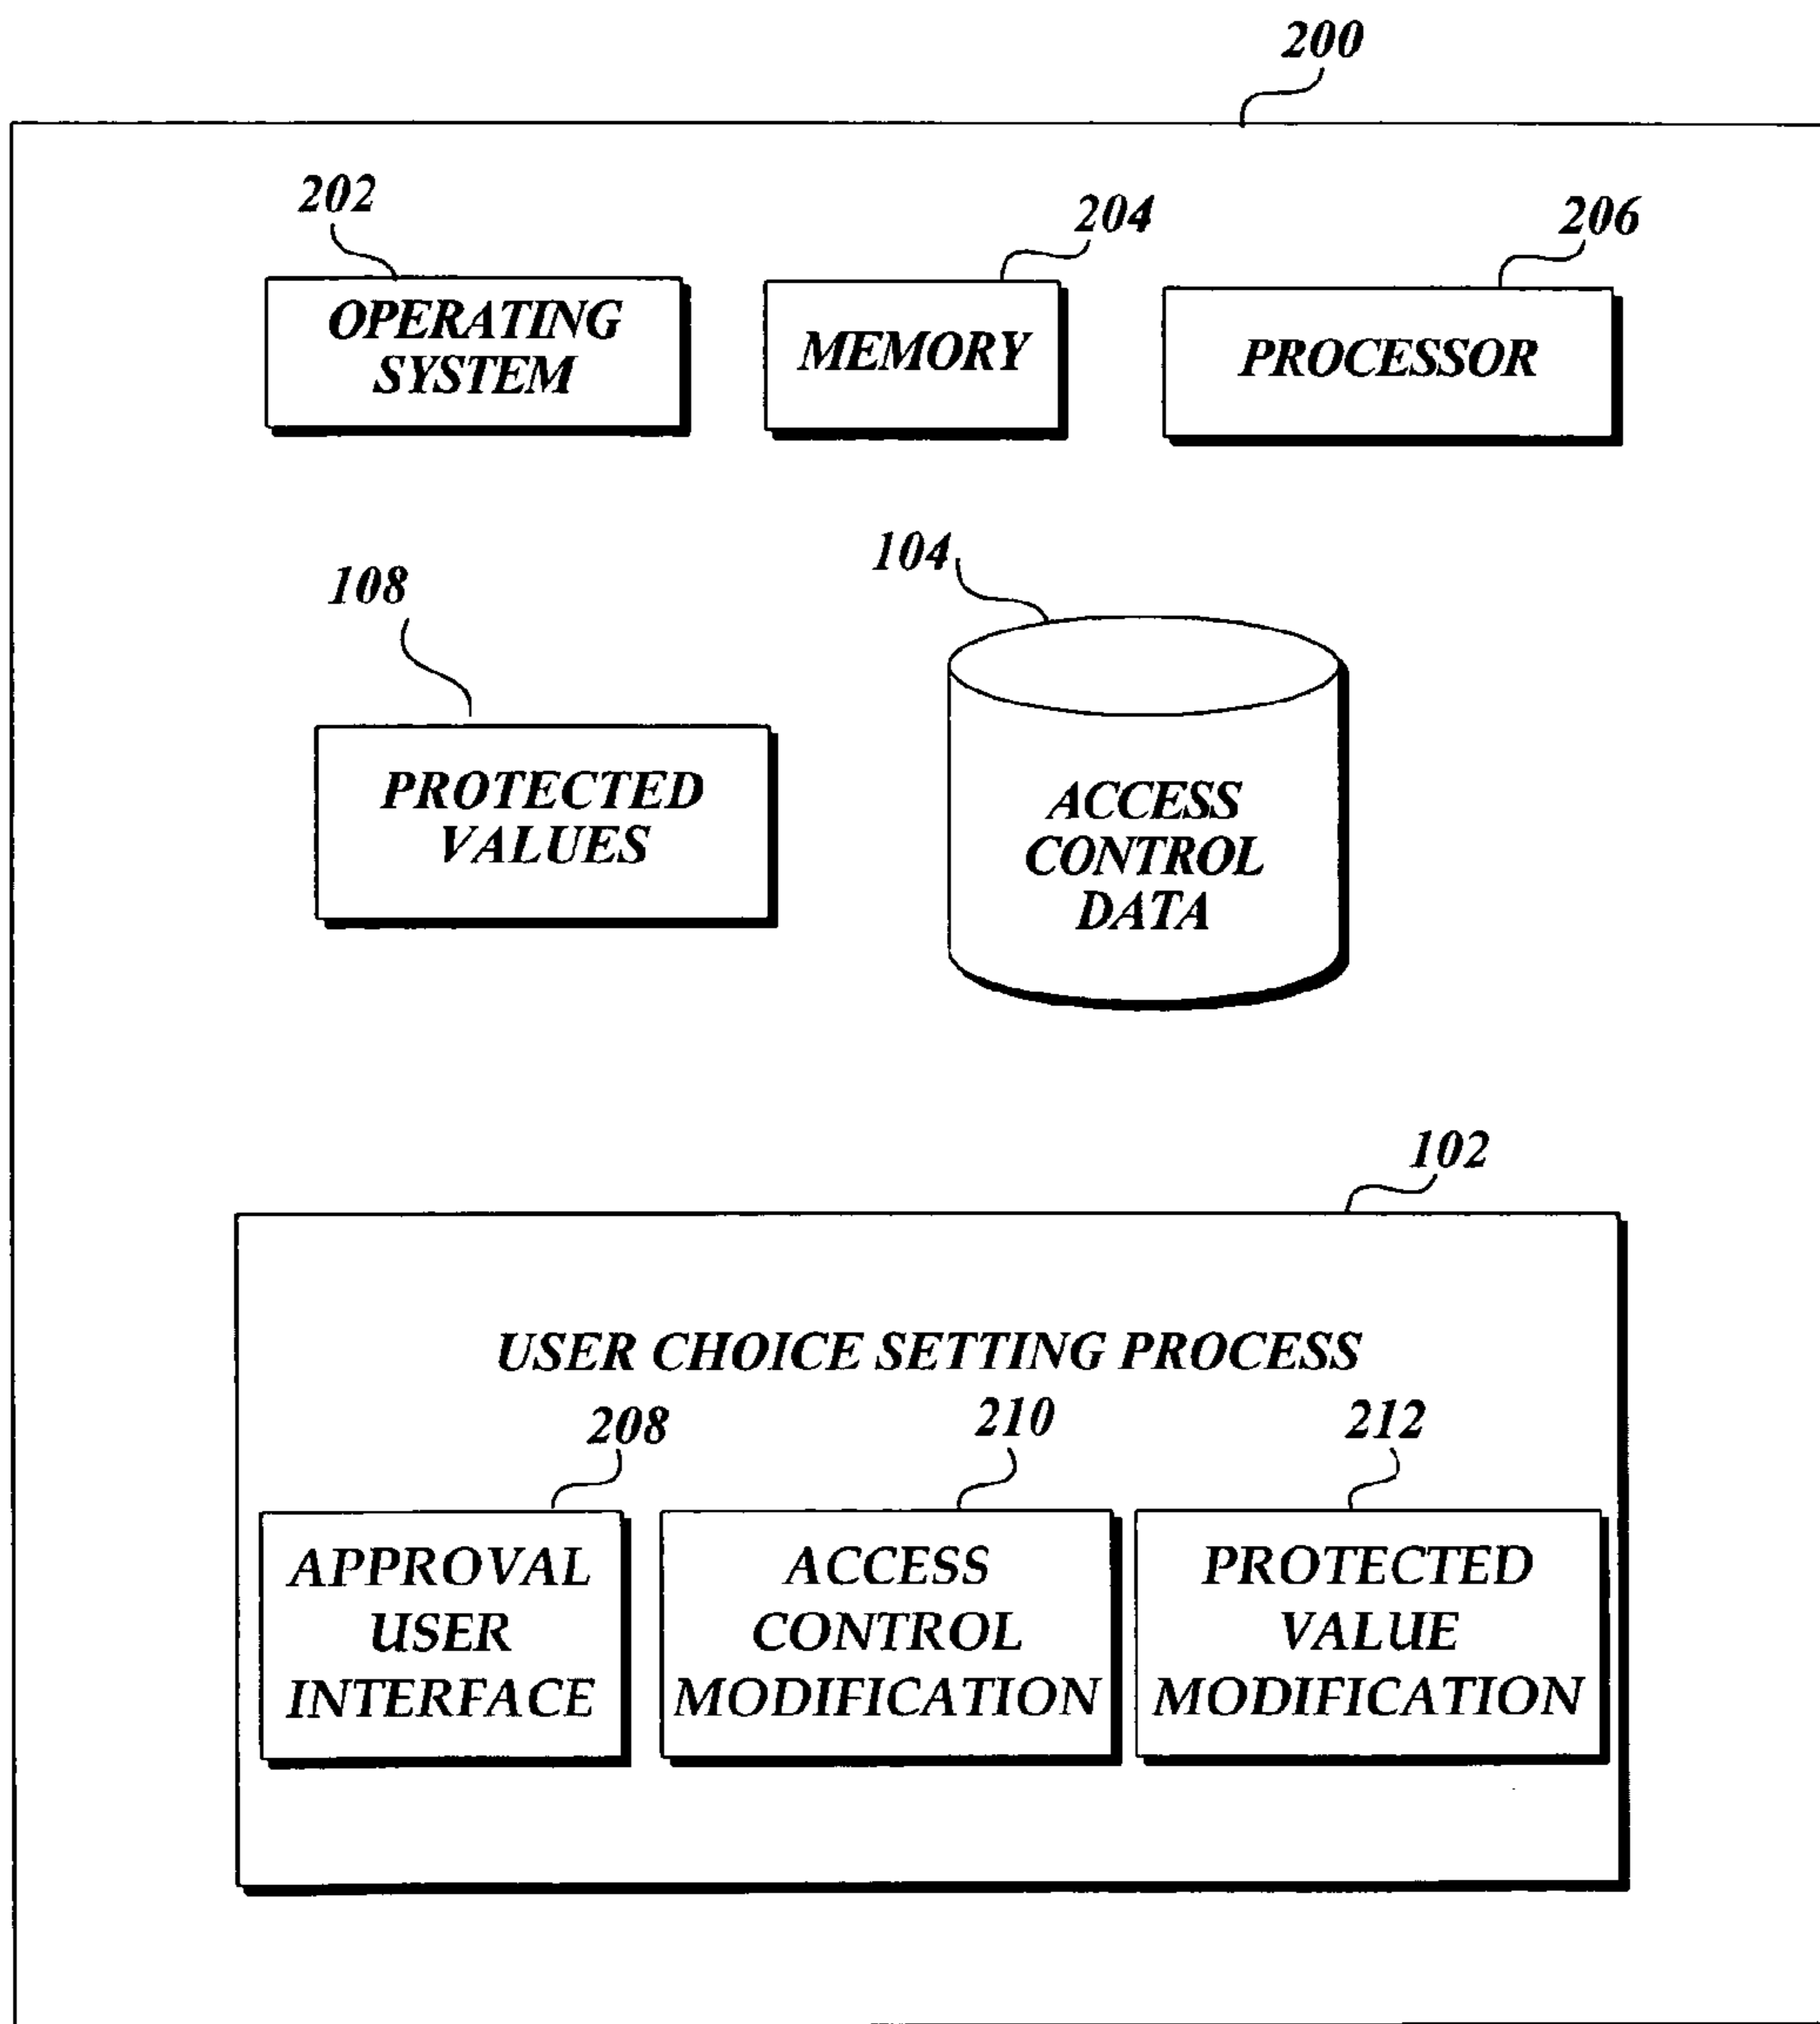 200
202
204
206
OPERATING
SYSTEM
MEMORY
PROCESSOR
108
104
PROTECTED
VALUES
ACCESS
CONTROL
DATA
102
USER CHOICE SETTING PROCESS
208
210
212
APPROVAL
USER
INTERFACE
ACCESS
CONTROL
MODIFICATION
PROTECTED
VALUE
MODIFICATION